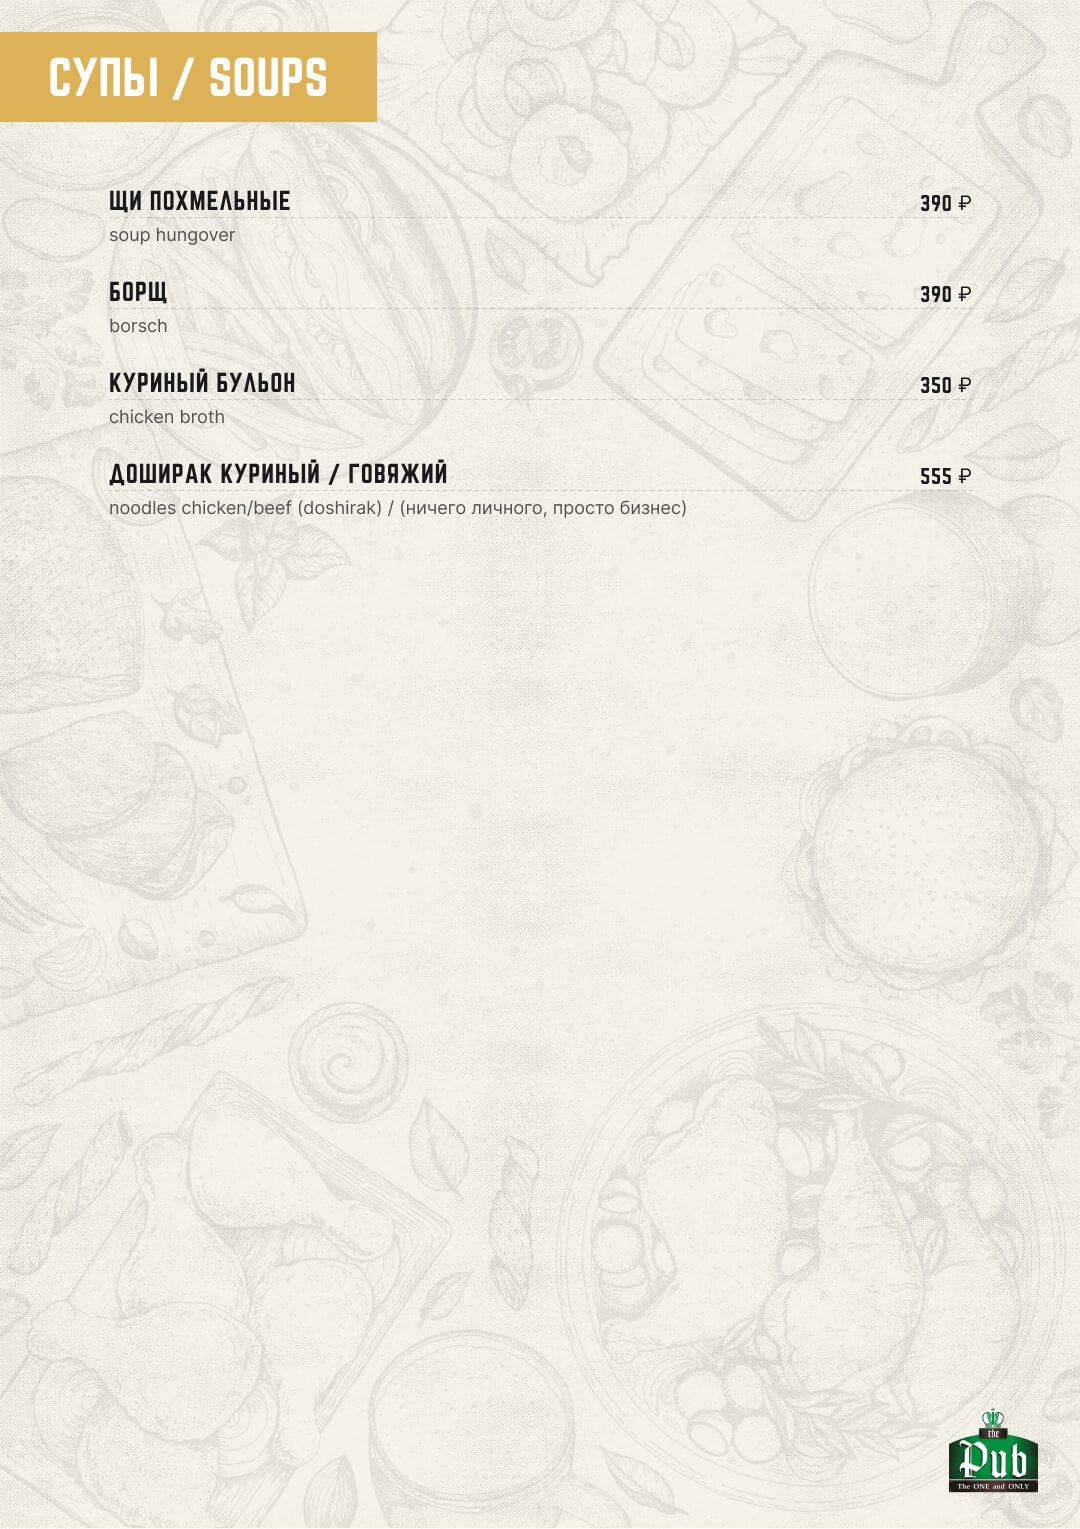 СУПЫ / SOUPS
ЩИ ПОХМЕЛЬНЫЕ 390 ₽
soup hungover
БОРЩ 390 ₽
borsch
КУРИНЫЙ БУЛЬОН 350 ₽
chicken broth
ДОШИРАК КУРИНЫЙ / ГОВЯЖИЙ 555 ₽
noodles chicken/beef (doshirak) / (ничего личного, просто бизнес)
the
Pub
The ONE and ONLY